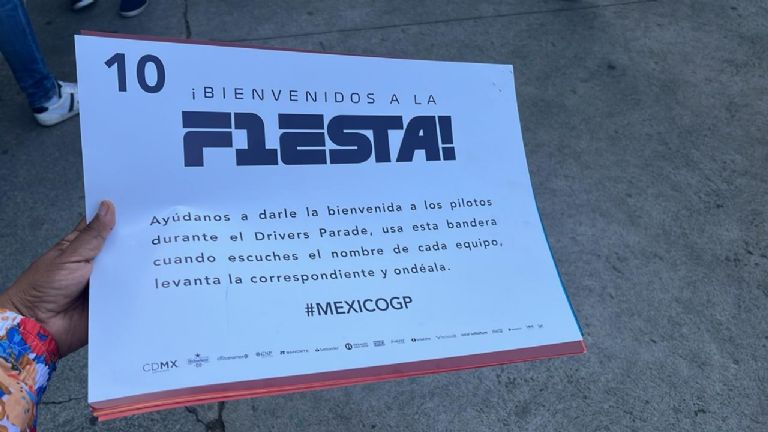 10
¡BIENVENIDOS A LA
F1ESTA!
Ayúdanos a darle la bienvenida a los pilotos
durante el Drivers Parade, usa esta bandera
cuando escuches el nombre de cada equipo,
levanta la correspondiente y ondéala.
#MEXICOGP
CDMX